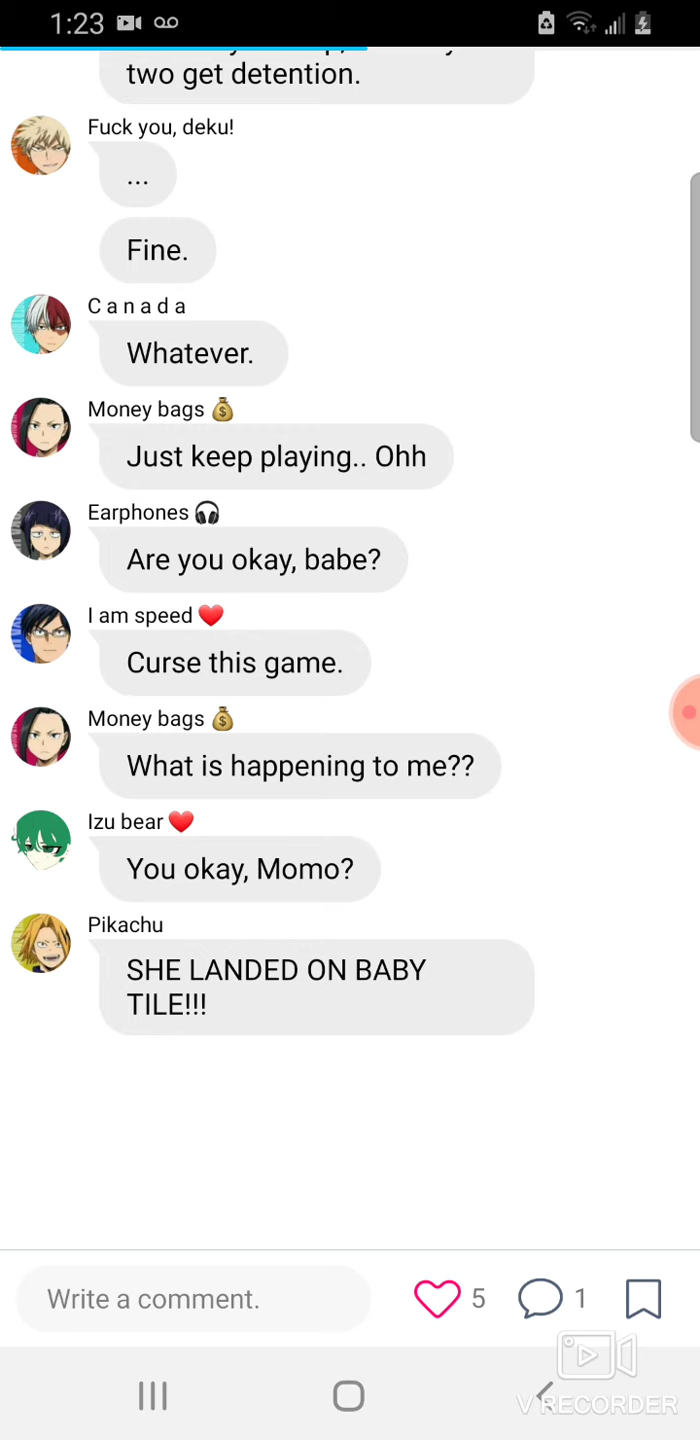 1:23
two get detention.
Fuck you, deku!
...
Fine.
C a n a d a
Whatever.
Money bags 💰
Just keep playing.. Ohh
Earphones 🎧
Are you okay, babe?
I am speed ❤️
Curse this game.
Money bags 💰
What is happening to me??
Izu bear ❤️
You okay, Momo?
Pikachu
SHE LANDED ON BABY
TILE!!!
Write a comment.
5
1
V RECORDER